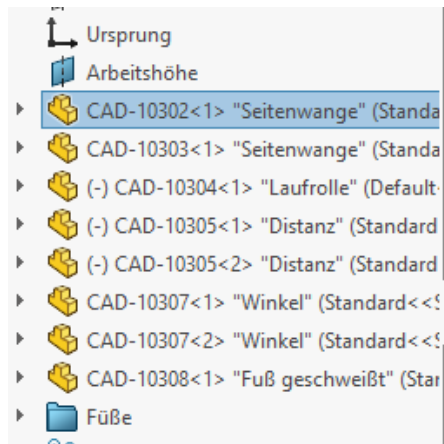 Ursprung
Arbeitshöhe
CAD-10302<1> "Seitenwange" (Standa
CAD-10303<1> "Seitenwange" (Standa
(-) CAD-10304<1> "Laufrolle" (Default
(-) CAD-10305<1> "Distanz" (Standard
(-) CAD-10305<2> "Distanz" (Standard
CAD-10307<1> "Winkel" (Standard<<S
CAD-10307<2> "Winkel" (Standard<<S
CAD-10308<1> "Fuß geschweißt" (Star
Füße